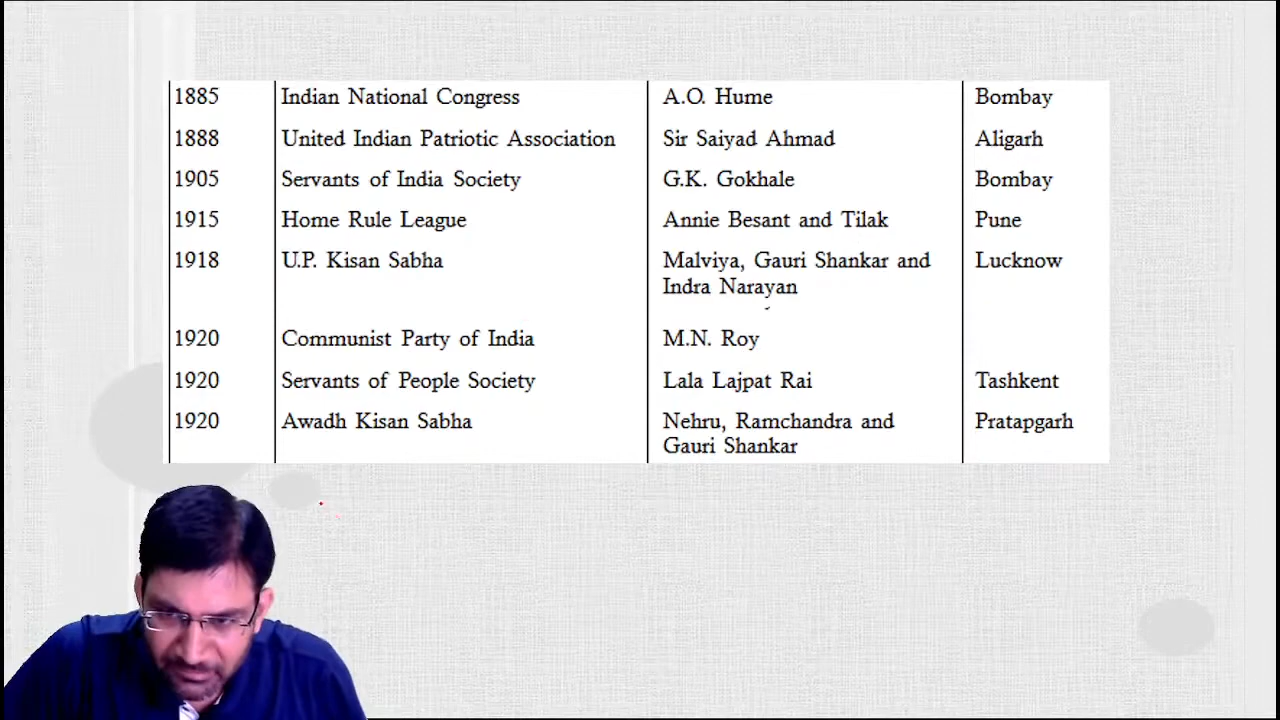 1885 Indian National Congress A.O. Hume Bombay
1888 United Indian Patriotic Association Sir Saiyad Ahmad Aligarh
1905 Servants of India Society G.K. Gokhale Bombay
1915 Home Rule League Annie Besant and Tilak Pune
1918 U.P. Kisan Sabha Malviya, Gauri Shankar and Lucknow
Indra Narayan
1920 Communist Party of India M.N. Roy
1920 Servants of People Society Lala Lajpat Rai Tashkent
1920 Awadh Kisan Sabha Nehru, Ramchandra and Pratapgarh
Gauri Shankar